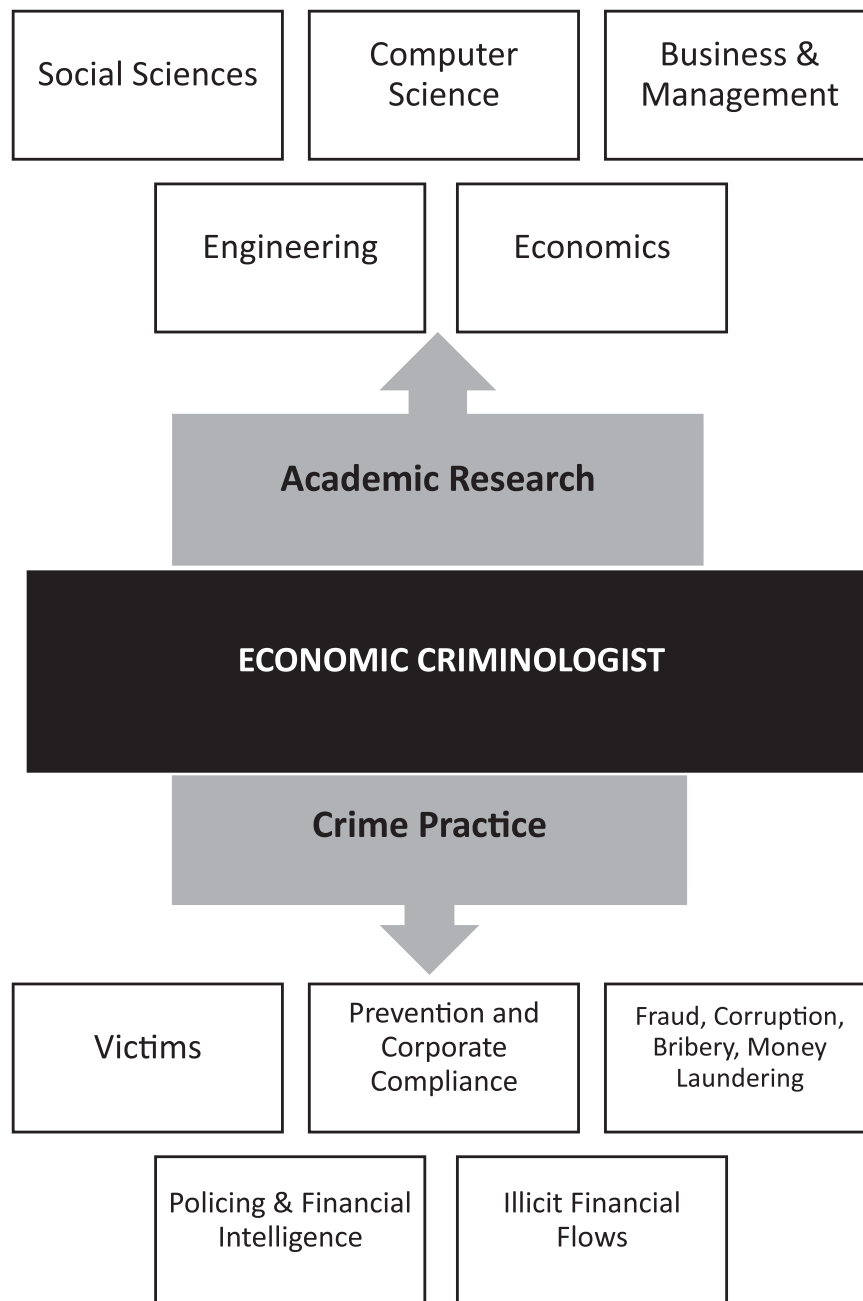 Social Sciences
Computer
Science
Business &
Management
Engineering
Economics
Academic Research
ECONOMIC CRIMINOLOGIST
Crime Practice
Victims
Prevention and
Corporate
Compliance
Fraud, Corruption,
Bribery, Money
Laundering
Policing & Financial
Intelligence
Illicit Financial
Flows